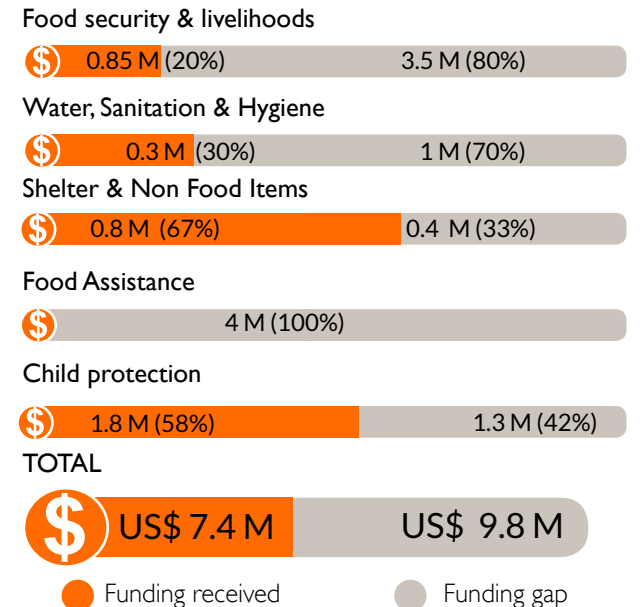 Food security & livelihoods
$ 0.85 M (20%) 3.5 M (80%)
Water, Sanitation & Hygiene
$ 0.3 M (30%) 1 M (70%)
Shelter & Non Food Items
$ 0.8 M (67%) 0.4 M (33%)
Food Assistance
$ 4 M (100%)
Child protection
$ 1.8 M (58%) 1.3 M (42%)
TOTAL
$ US$ 7.4 M US$ 9.8 M
Funding received Funding gap